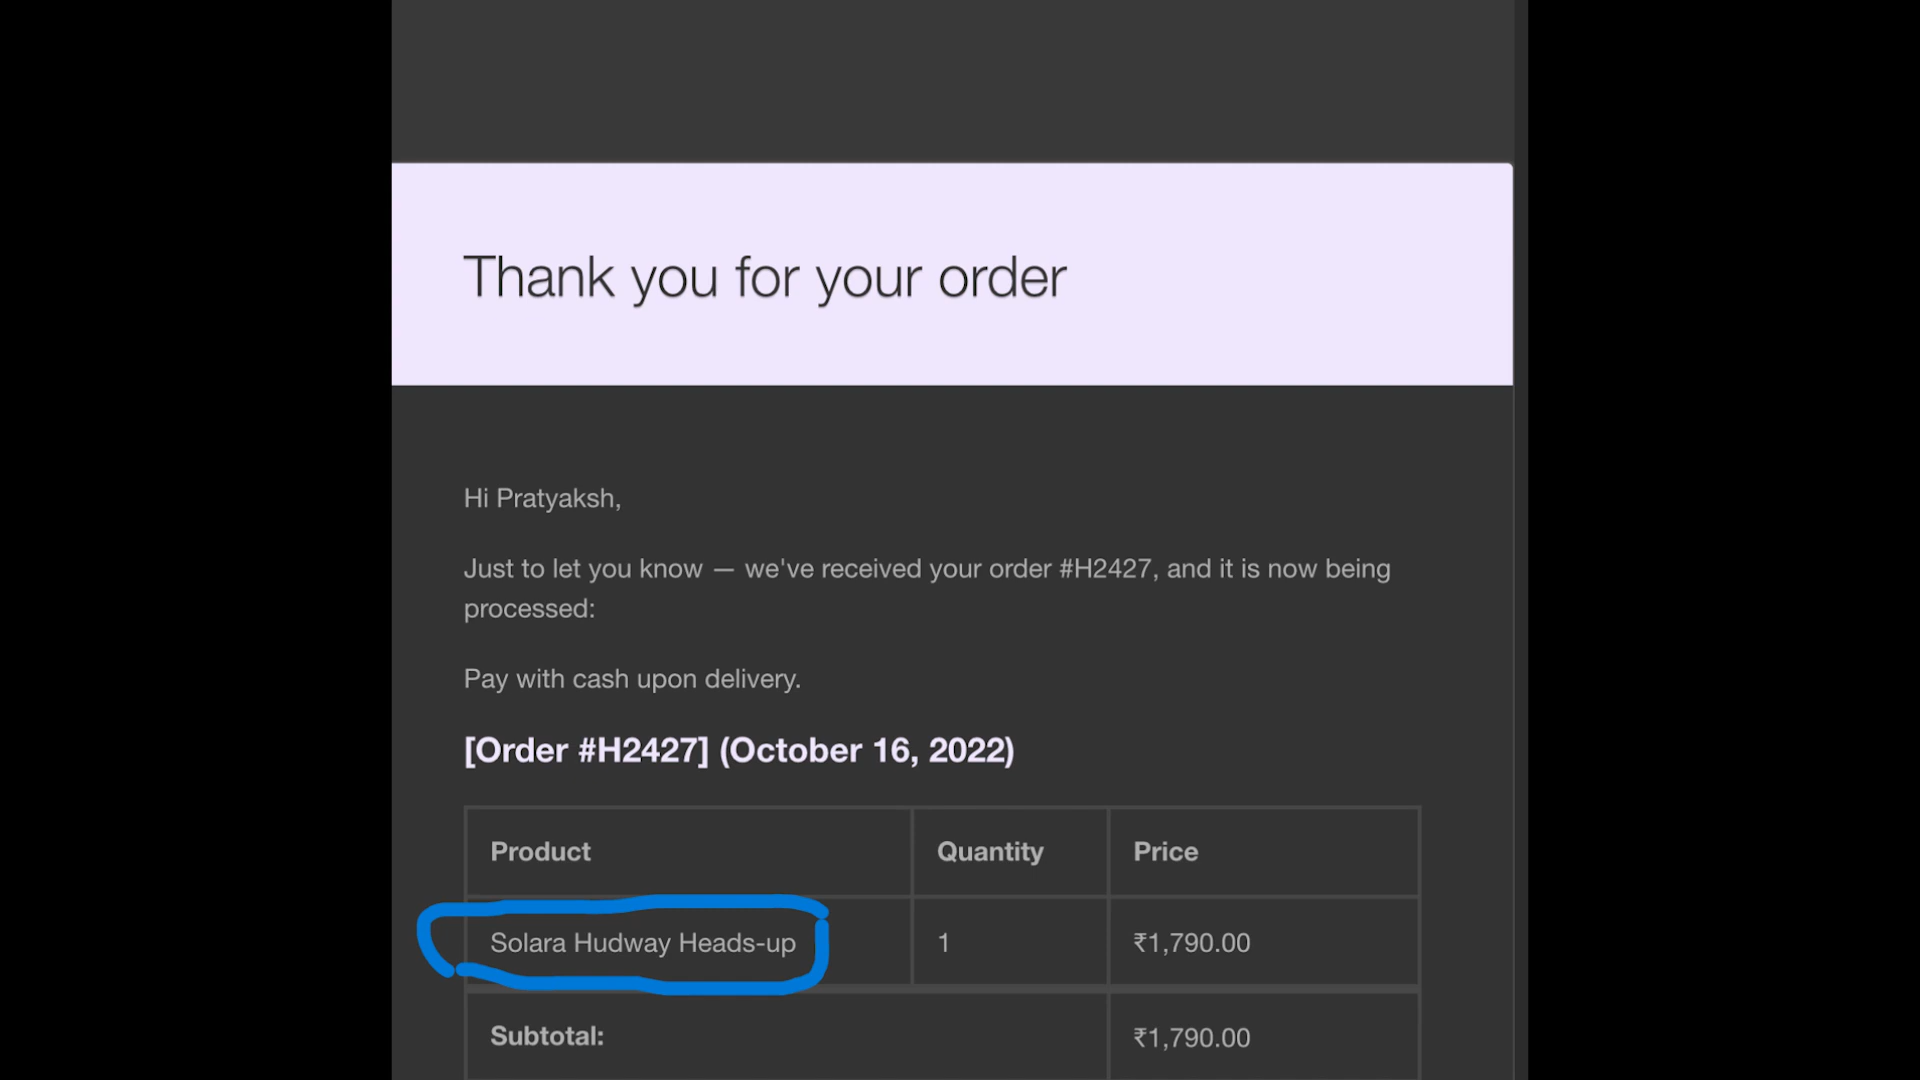 Thank you for your order
Hi Pratyaksh,
Just to let you know — we've received your order #H2427, and it is now being
processed:
Pay with cash upon delivery.
[Order #H2427] (October 16, 2022)
Product Quantity Price
Solara Hudway Heads-up 1 ₹1,790.00
Subtotal: ₹1,790.00